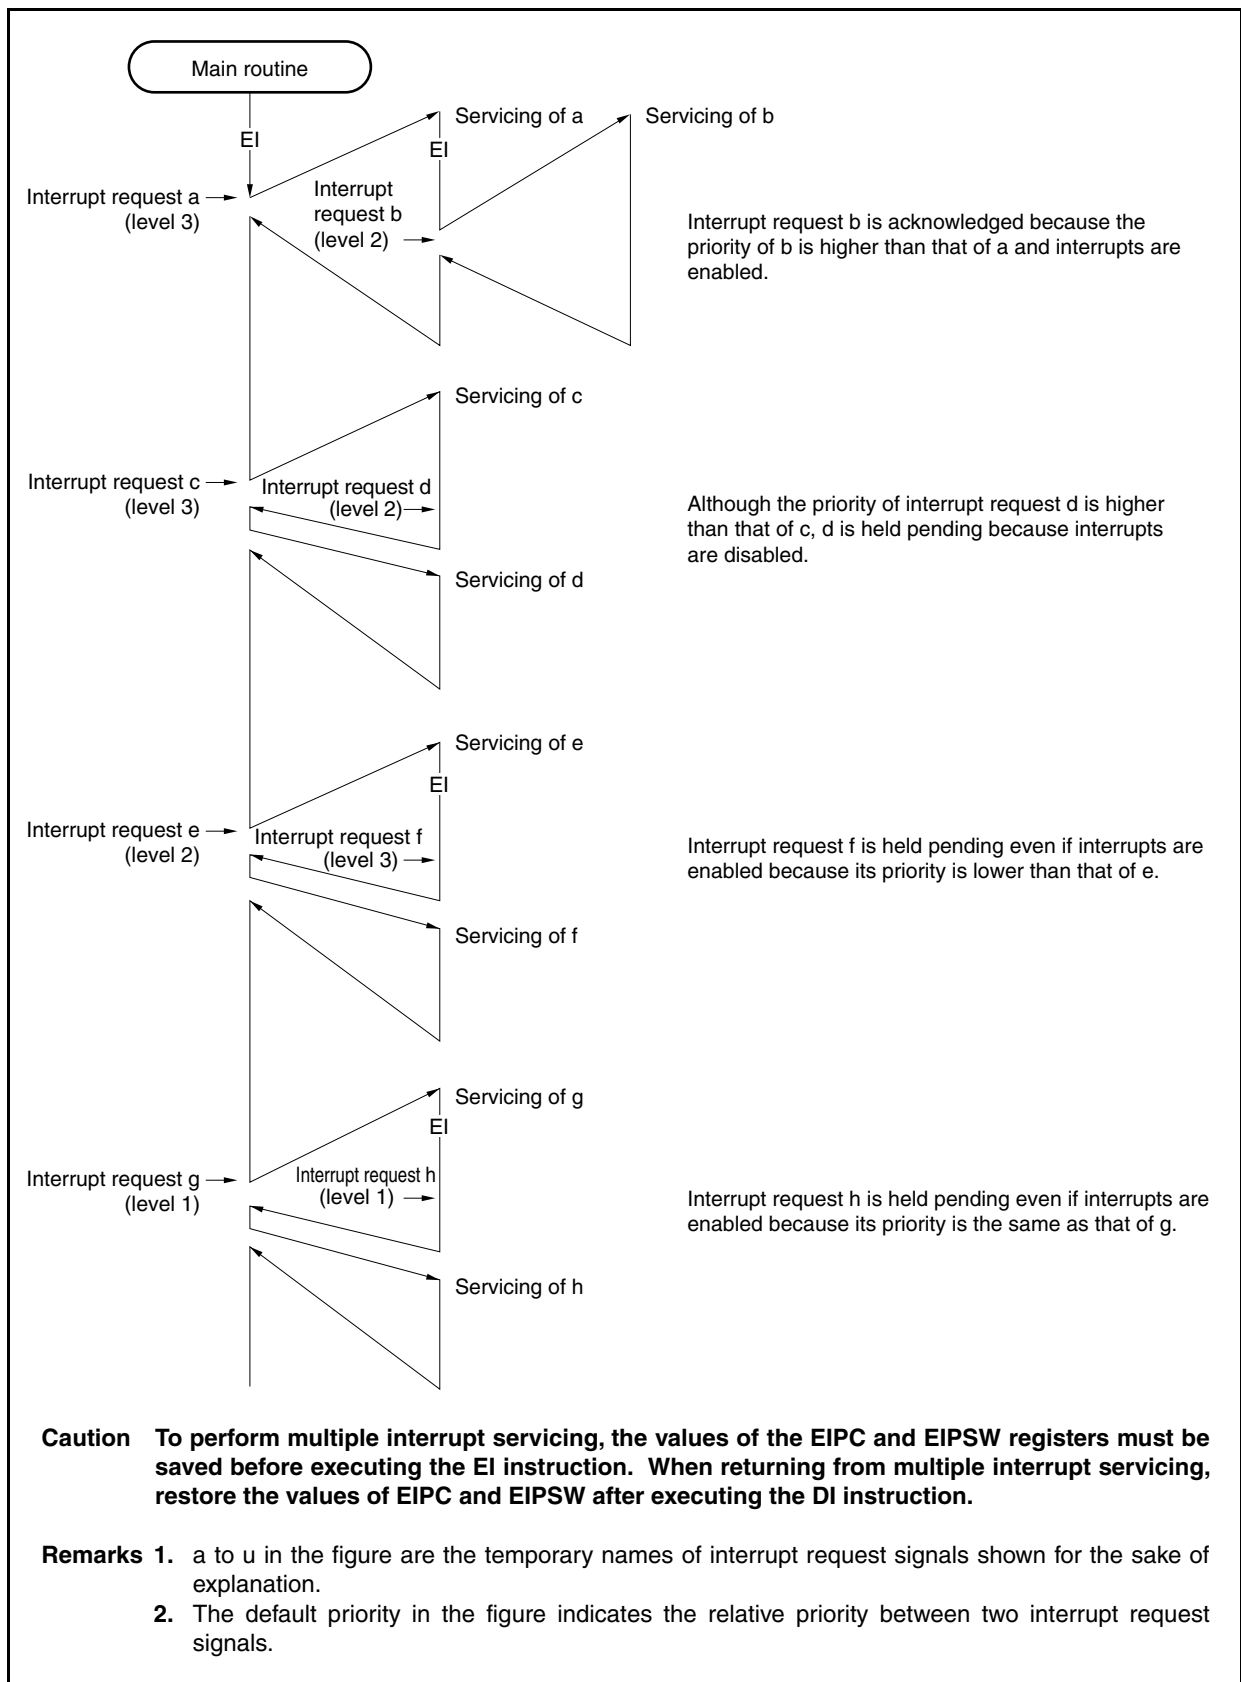 Main routine
EI
Servicing of a
Servicing of b
EI
Interrupt request a
(level 3)
Interrupt
request b
(level 2)
Interrupt request b is acknowledged because the
priority of b is higher than that of a and interrupts are
enabled.
Servicing of c
Interrupt request c
(level 3)
Interrupt request d
(level 2)
Although the priority of interrupt request d is higher
than that of c, d is held pending because interrupts
are disabled.
Servicing of d
Servicing of e
EI
Interrupt request e
(level 2)
Interrupt request f
(level 3)
Interrupt request f is held pending even if interrupts are
enabled because its priority is lower than that of e.
Servicing of f
Servicing of g
EI
Interrupt request g
(level 1)
Interrupt request h
(level 1)
Interrupt request h is held pending even if interrupts are
enabled because its priority is the same as that of g.
Servicing of h
Caution To perform multiple interrupt servicing, the values of the EIPC and EIPSW registers must be
saved before executing the EI instruction. When returning from multiple interrupt servicing,
restore the values of EIPC and EIPSW after executing the DI instruction.
Remarks 1. a to u in the figure are the temporary names of interrupt request signals shown for the sake of
explanation.
2. The default priority in the figure indicates the relative priority between two interrupt request
signals.